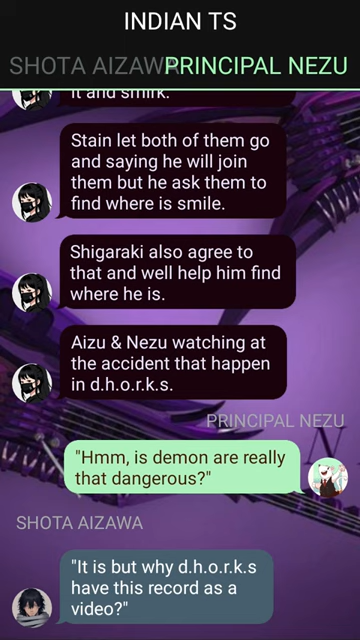 INDIAN TS
SHOTA AIZAWA PRINCIPAL NEZU
it and smirk.
Stain let both of them go
and saying he will join
them but he ask them to
find where is smile.
Shigaraki also agree to
that and well help him find
where he is.
Aizu & Nezu watching at
the accident that happen
in d.h.o.r.k.s.
PRINCIPAL NEZU
"Hmm, is demon are really
that dangerous?"
SHOTA AIZAWA
"It is but why d.h.o.r.k.s
have this record as a
video?"